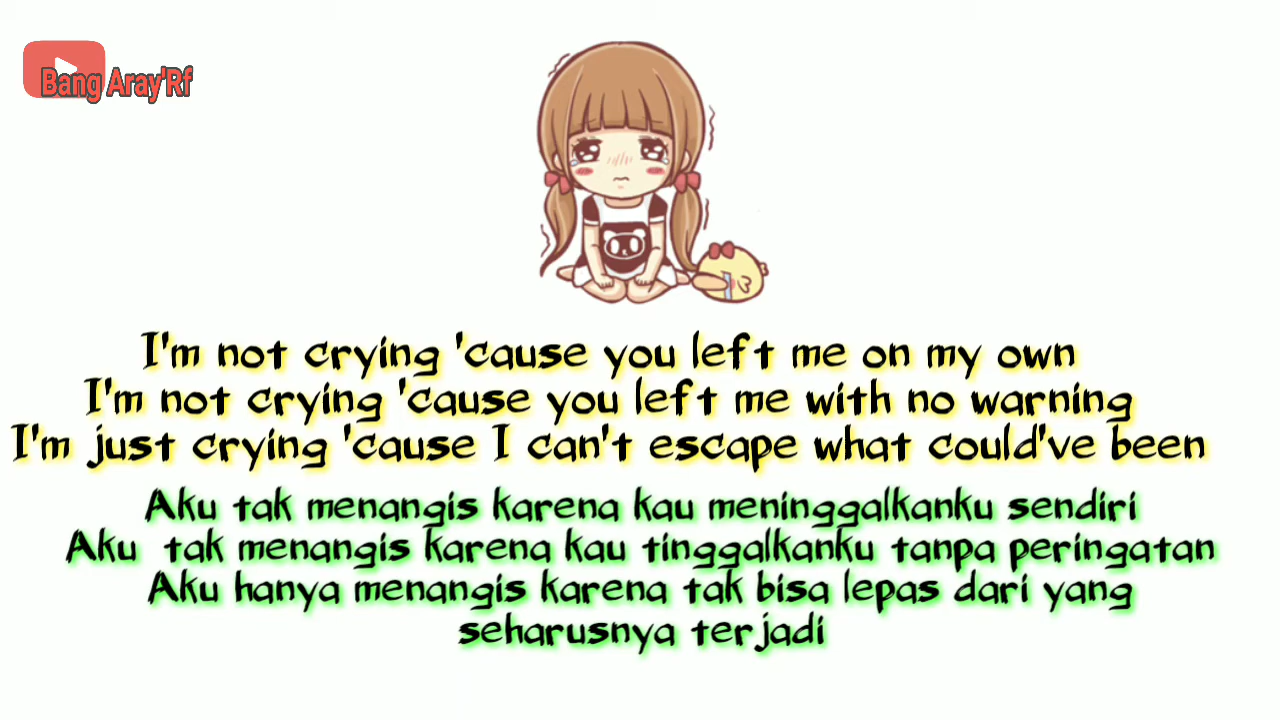 Bang Aray'Rf
I'm not crying 'cause you left me on my own
I'm not crying 'cause you left me with no warning
I'm just crying 'cause I can't escape what could've been
Aku tak menangis karena kau meninggalkanku sendiri
Aku tak menangis karena kau tinggalkanku tanpa peringatan
Aku hanya menangis karena tak bisa lepas dari yang
seharusnya terjadi